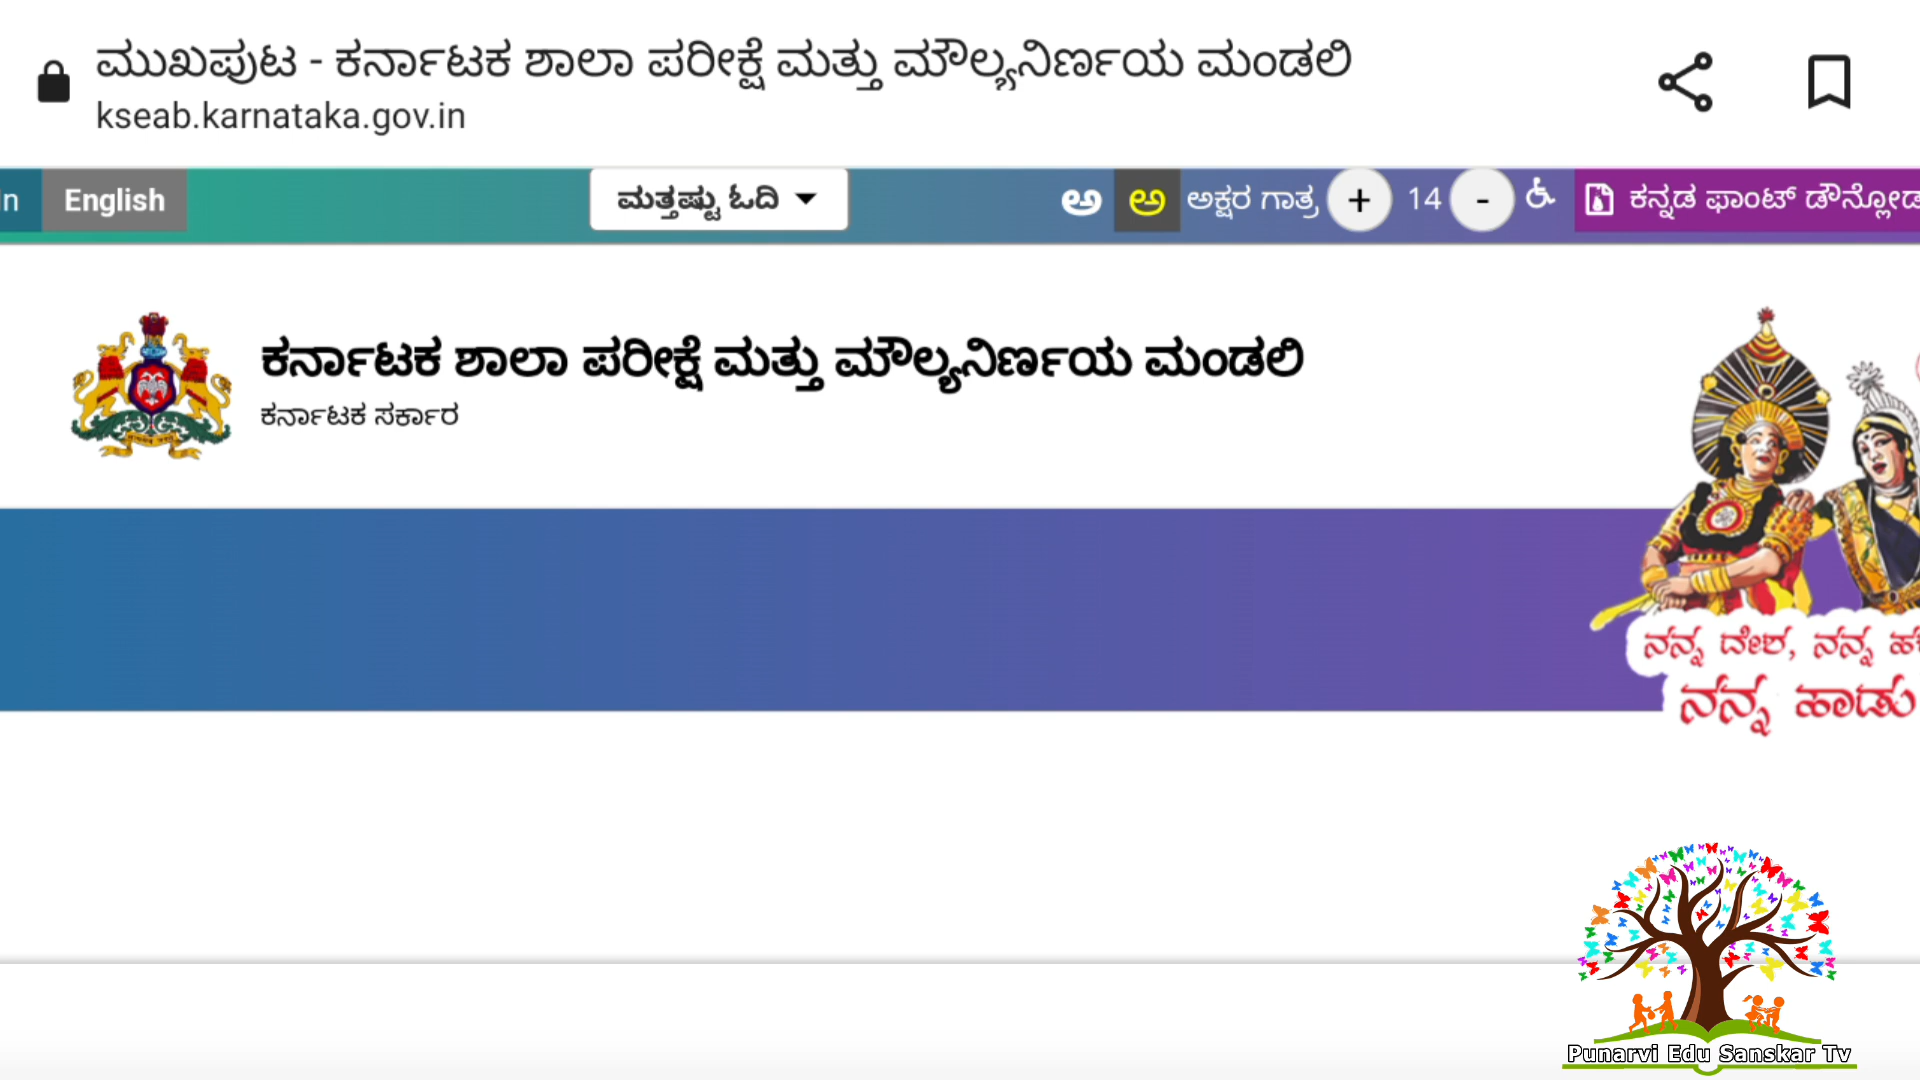 ಮುಖಪುಟ - ಕರ್ನಾಟಕ ಶಾಲಾ ಪರೀಕ್ಷೆ ಮತ್ತು ಮೌಲ್ಯನಿರ್ಣಯ ಮಂಡಲಿ
kseab.karnataka.gov.in
English ಮತ್ತಷ್ಟು ಓದಿ ಅ ಅ ಅಕ್ಷರ ಗಾತ್ರ + 14 - ಕನ್ನಡ ಫಾಂಟ್
ಕರ್ನಾಟಕ ಶಾಲಾ ಪರೀಕ್ಷೆ ಮತ್ತು ಮೌಲ್ಯನಿರ್ಣಯ ಮಂಡಲಿ
ಕರ್ನಾಟಕ ಸರ್ಕಾರ
ನನ್ನ ದೇಶ, ನನ್ನ
ನನ್ನ ಹಾಡು
Punarvi Edu Sanskar Tv